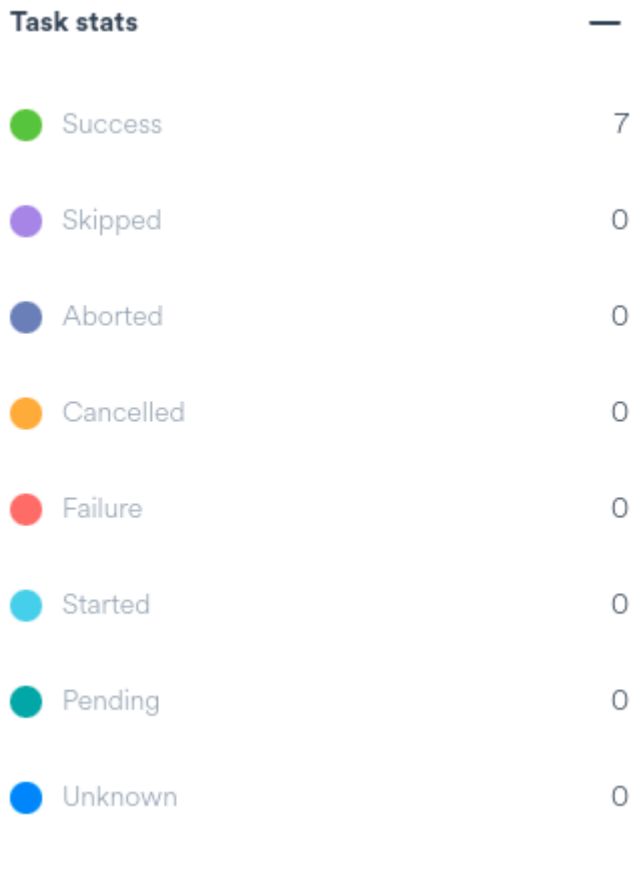 Task stats
Success 7
Skipped 0
Aborted 0
Cancelled 0
Failure 0
Started 0
Pending 0
Unknown 0